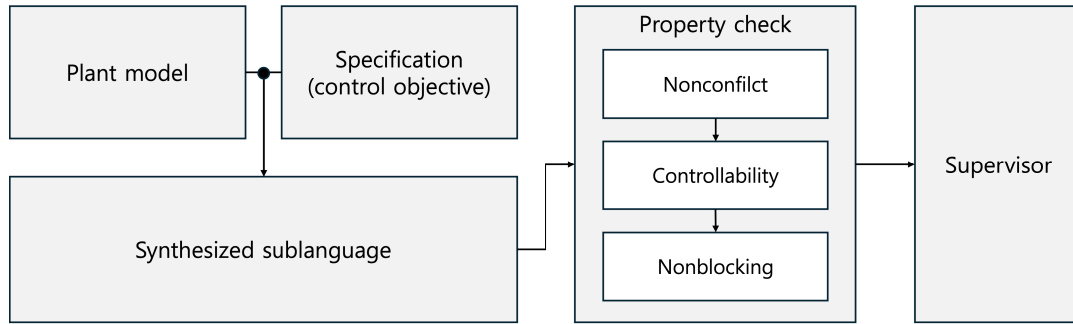 Plant model
Specification
(control objective)
Synthesized sublanguage
Property check
Nonconfilct
Controllability
Nonblocking
Supervisor